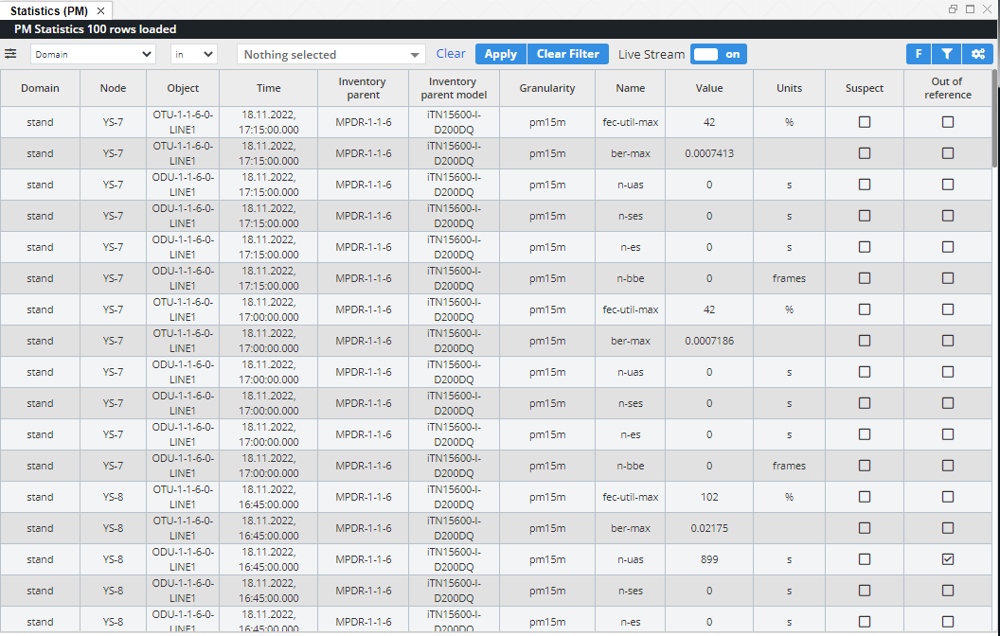 Statistics (PM)
PM Statistics 100 rows loaded
Domain in Nothing selected Clear Apply Clear Filter Live Stream on F
Domain Node Object Time Inventory parent Inventory parent model Granularity Name Value Units Suspect Out of reference
stand YS-7 OTU-1-1-6-0-LINE1 18.11.2022, 17:15:00.000 MPDR-1-1-6 iTN15600-I-D200DQ pm15m fec-util-max 42 %
stand YS-7 OTU-1-1-6-0-LINE1 18.11.2022, 17:15:00.000 MPDR-1-1-6 iTN15600-I-D200DQ pm15m ber-max 0.0007413
stand YS-7 ODU-1-1-6-0-LINE1 18.11.2022, 17:15:00.000 MPDR-1-1-6 iTN15600-I-D200DQ pm15m n-uas 0 s
stand YS-7 ODU-1-1-6-0-LINE1 18.11.2022, 17:15:00.000 MPDR-1-1-6 iTN15600-I-D200DQ pm15m n-ses 0 s
stand YS-7 ODU-1-1-6-0-LINE1 18.11.2022, 17:15:00.000 MPDR-1-1-6 iTN15600-I-D200DQ pm15m n-es 0 s
stand YS-7 ODU-1-1-6-0-LINE1 18.11.2022, 17:15:00.000 MPDR-1-1-6 iTN15600-I-D200DQ pm15m n-bbe 0 frames
stand YS-7 OTU-1-1-6-0-LINE1 18.11.2022, 17:00:00.000 MPDR-1-1-6 iTN15600-I-D200DQ pm15m fec-util-max 42 %
stand YS-7 OTU-1-1-6-0-LINE1 18.11.2022, 17:00:00.000 MPDR-1-1-6 iTN15600-I-D200DQ pm15m ber-max 0.0007186
stand YS-7 ODU-1-1-6-0-LINE1 18.11.2022, 17:00:00.000 MPDR-1-1-6 iTN15600-I-D200DQ pm15m n-uas 0 s
stand YS-7 ODU-1-1-6-0-LINE1 18.11.2022, 17:00:00.000 MPDR-1-1-6 iTN15600-I-D200DQ pm15m n-ses 0 s
stand YS-7 ODU-1-1-6-0-LINE1 18.11.2022, 17:00:00.000 MPDR-1-1-6 iTN15600-I-D200DQ pm15m n-es 0 s
stand YS-7 ODU-1-1-6-0-LINE1 18.11.2022, 17:00:00.000 MPDR-1-1-6 iTN15600-I-D200DQ pm15m n-bbe 0 frames
stand YS-8 OTU-1-1-6-0-LINE1 18.11.2022, 16:45:00.000 MPDR-1-1-6 iTN15600-I-D200DQ pm15m fec-util-max 102 %
stand YS-8 OTU-1-1-6-0-LINE1 18.11.2022, 16:45:00.000 MPDR-1-1-6 iTN15600-I-D200DQ pm15m ber-max 0.02175
stand YS-8 ODU-1-1-6-0-LINE1 18.11.2022, 16:45:00.000 MPDR-1-1-6 iTN15600-I-D200DQ pm15m n-uas 899 s
stand YS-8 ODU-1-1-6-0-LINE1 18.11.2022, 16:45:00.000 MPDR-1-1-6 iTN15600-I-D200DQ pm15m n-ses 0 s
stand YS-8 ODU-1-1-6-0-LINE1 18.11.2022, 16:45:00.000 MPDR-1-1-6 iTN15600-I-D200DQ pm15m n-es 0 s